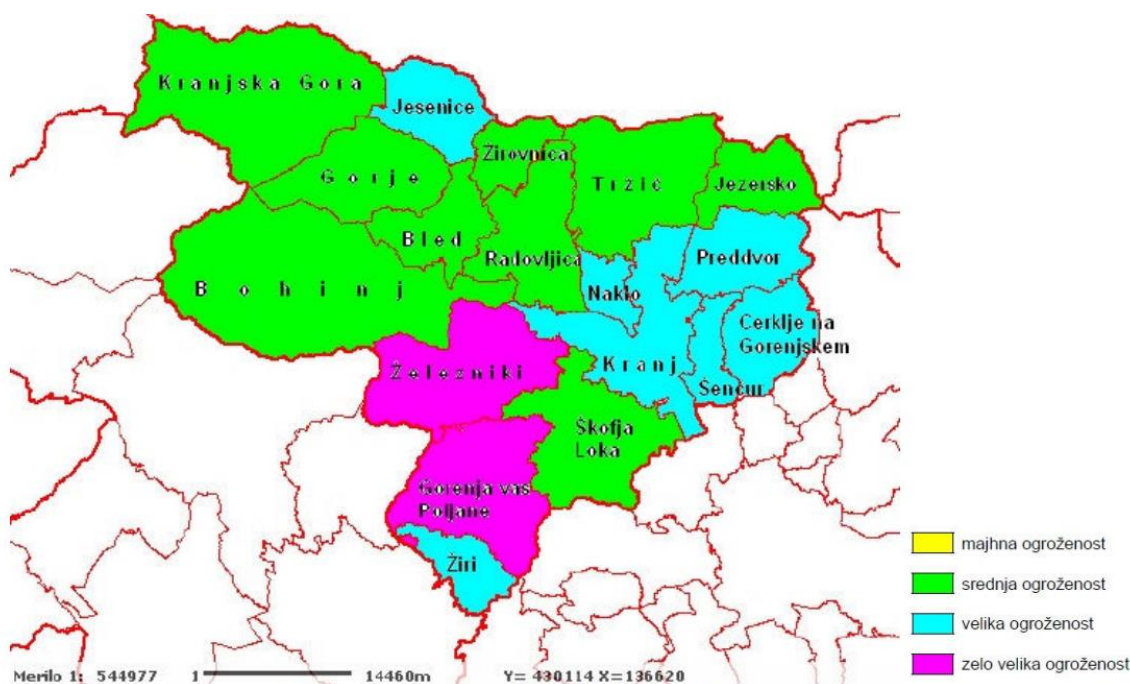 Kranjska Gora
Jesenice
Žirovnica
Gorje
Tržič
Jezersko
Bled
Radovljica
Preddvor
Bohinj
Naklo
Cerklje na
Gorenjskem
Železniki
Kranj
Šenčur
Škofja
Loka
Gorenja vas
Poljane
Žiri
majhna ogroženost
srednja ogroženost
velika ogroženost
zelo velika ogroženost
Merilo 1: 544977
1
14460m
Y= 430114 X=136620